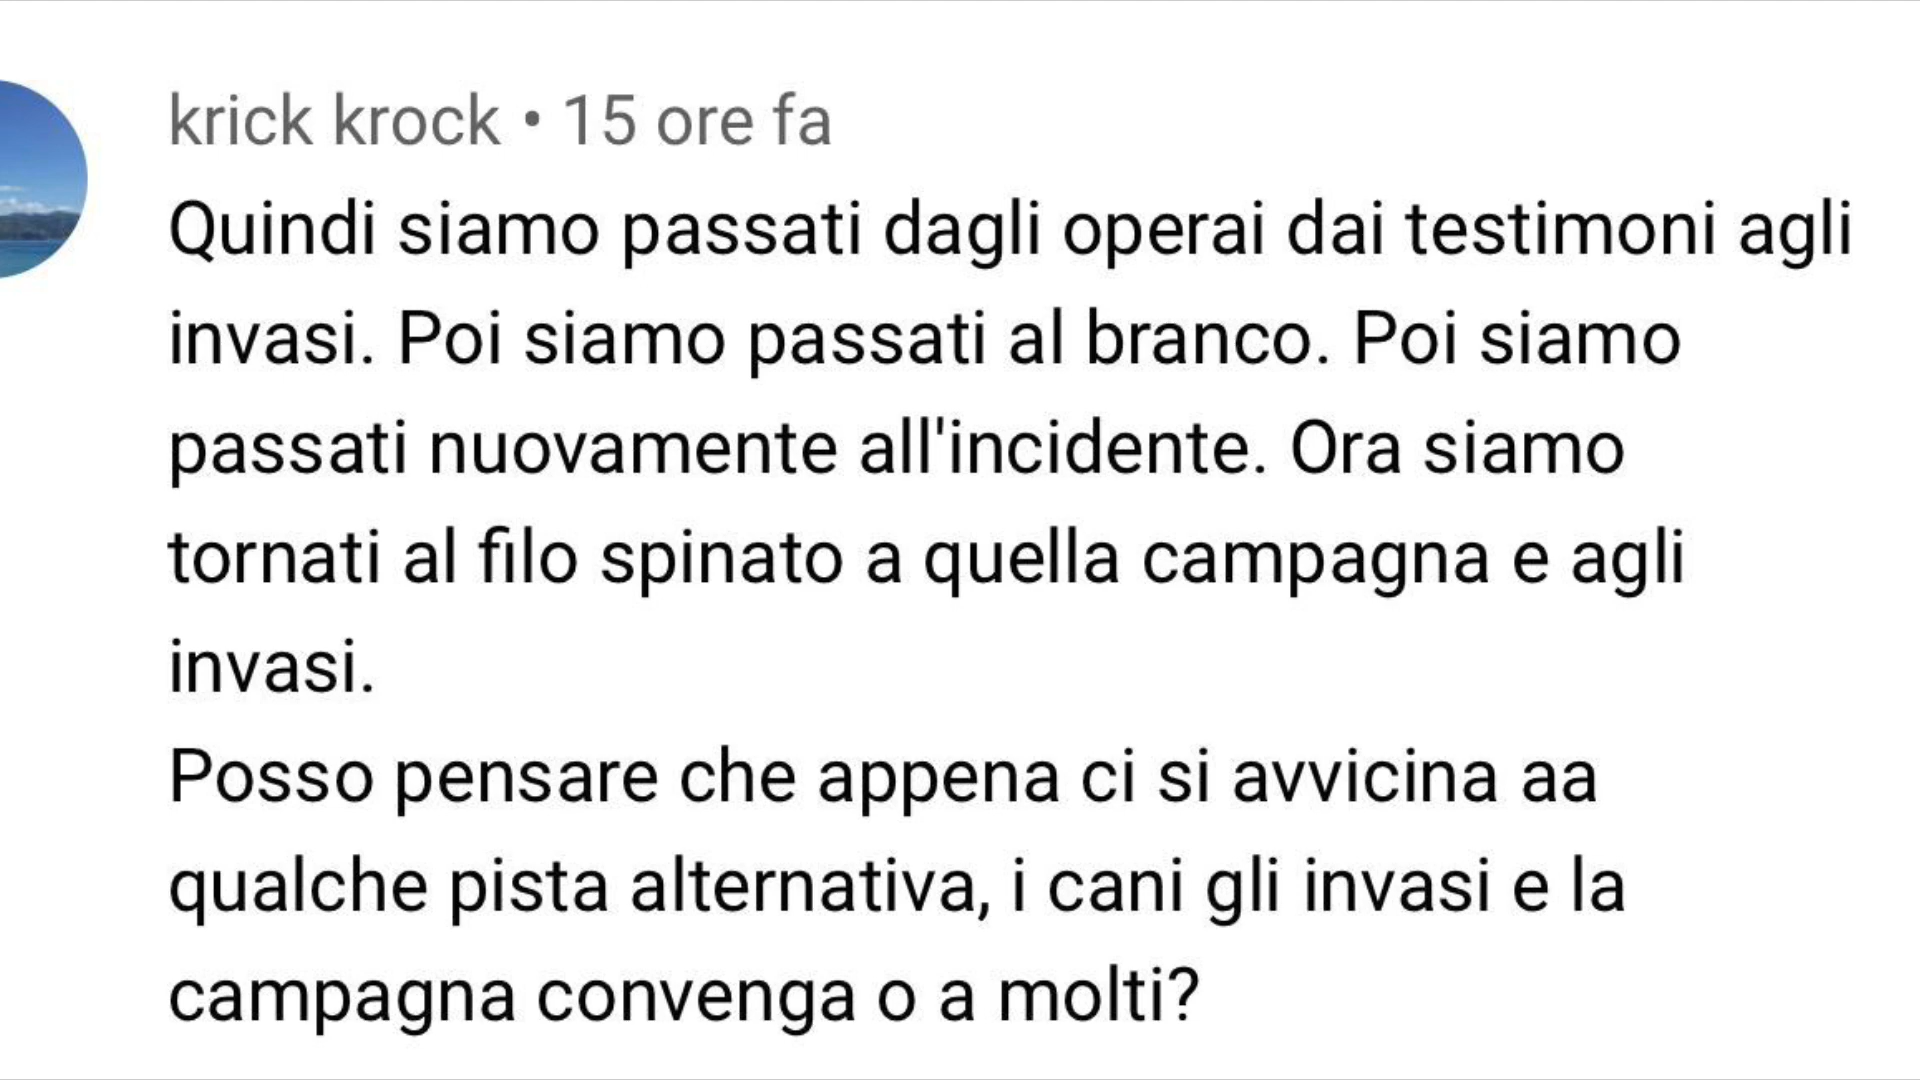 krick krock • 15 ore fa
Quindi siamo passati dagli operai dai testimoni agli
invasi. Poi siamo passati al branco. Poi siamo
passati nuovamente all'incidente. Ora siamo
tornati al filo spinato a quella campagna e agli
invasi.
Posso pensare che appena ci si avvicina aa
qualche pista alternativa, i cani gli invasi e la
campagna convenga o a molti?